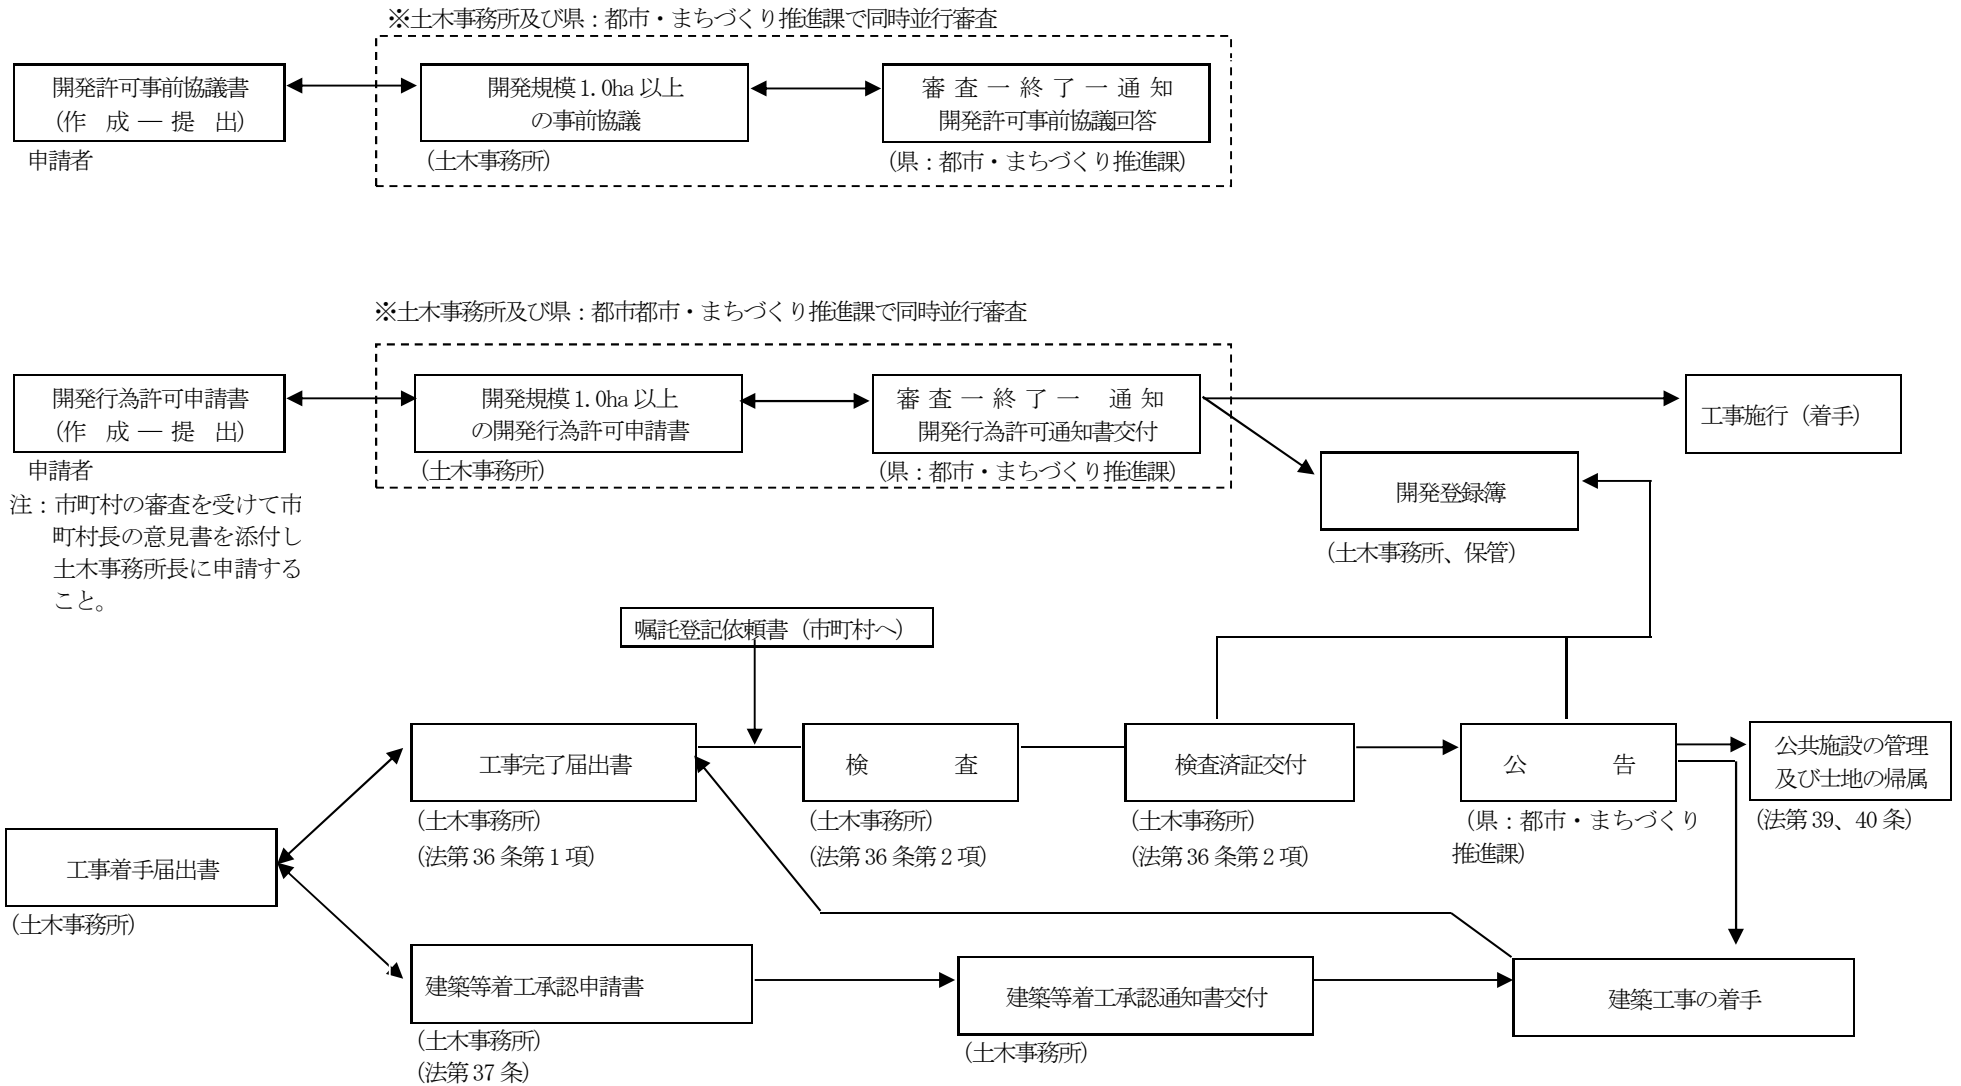 ※土木事務所及び県：都市・まちづくり推進課で同時並行審査
開発許可事前協議書
（作　成 ― 提　出）
申請者
開発規模1.0ha 以上
の事前協議
（土木事務所）
審 査 ― 終 了 ― 通 知
開発許可事前協議回答
（県：都市・まちづくり推進課）
※土木事務所及び県：都市都市・まちづくり推進課で同時並行審査
開発行為許可申請書
（作　成 ― 提　出）
申請者
注：市町村の審査を受けて市
町村長の意見書を添付し
土木事務所長に申請する
こと。
開発規模1.0ha 以上
の開発行為許可申請書
（土木事務所）
審 査 ― 終 了 ―　通 知
開発行為許可通知書交付
（県：都市・まちづくり推進課）
工事施行（着手）
開発登録簿
（土木事務所、保管）
嘱託登記依頼書（市町村へ）
工事完了届出書
（土木事務所）
（法第36 条第1 項）
検　　　査
（土木事務所）
（法第36 条第2 項）
検査済証交付
（土木事務所）
（法第36 条第2 項）
公　　　告
（県：都市・まちづくり
推進課）
公共施設の管理
及び土地の帰属
（法第39、40 条）
工事着手届出書
（土木事務所）
建築等着工承認申請書
（土木事務所）
（法第37 条）
建築等着工承認通知書交付
（土木事務所）
建築工事の着手